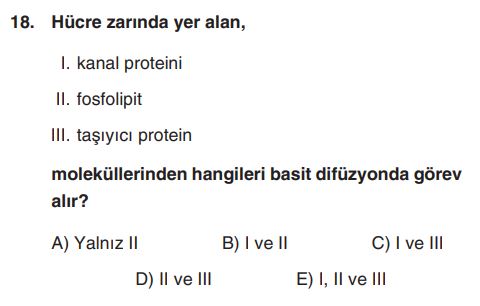 18. Hücre zarında yer alan,
I. kanal proteini
II. fosfolipit
III. taşıyıcı protein
moleküllerinden hangileri basit difüzyonda görev
alır?
A) Yalnız II B) I ve II C) I ve III
D) II ve III E) I, II ve III